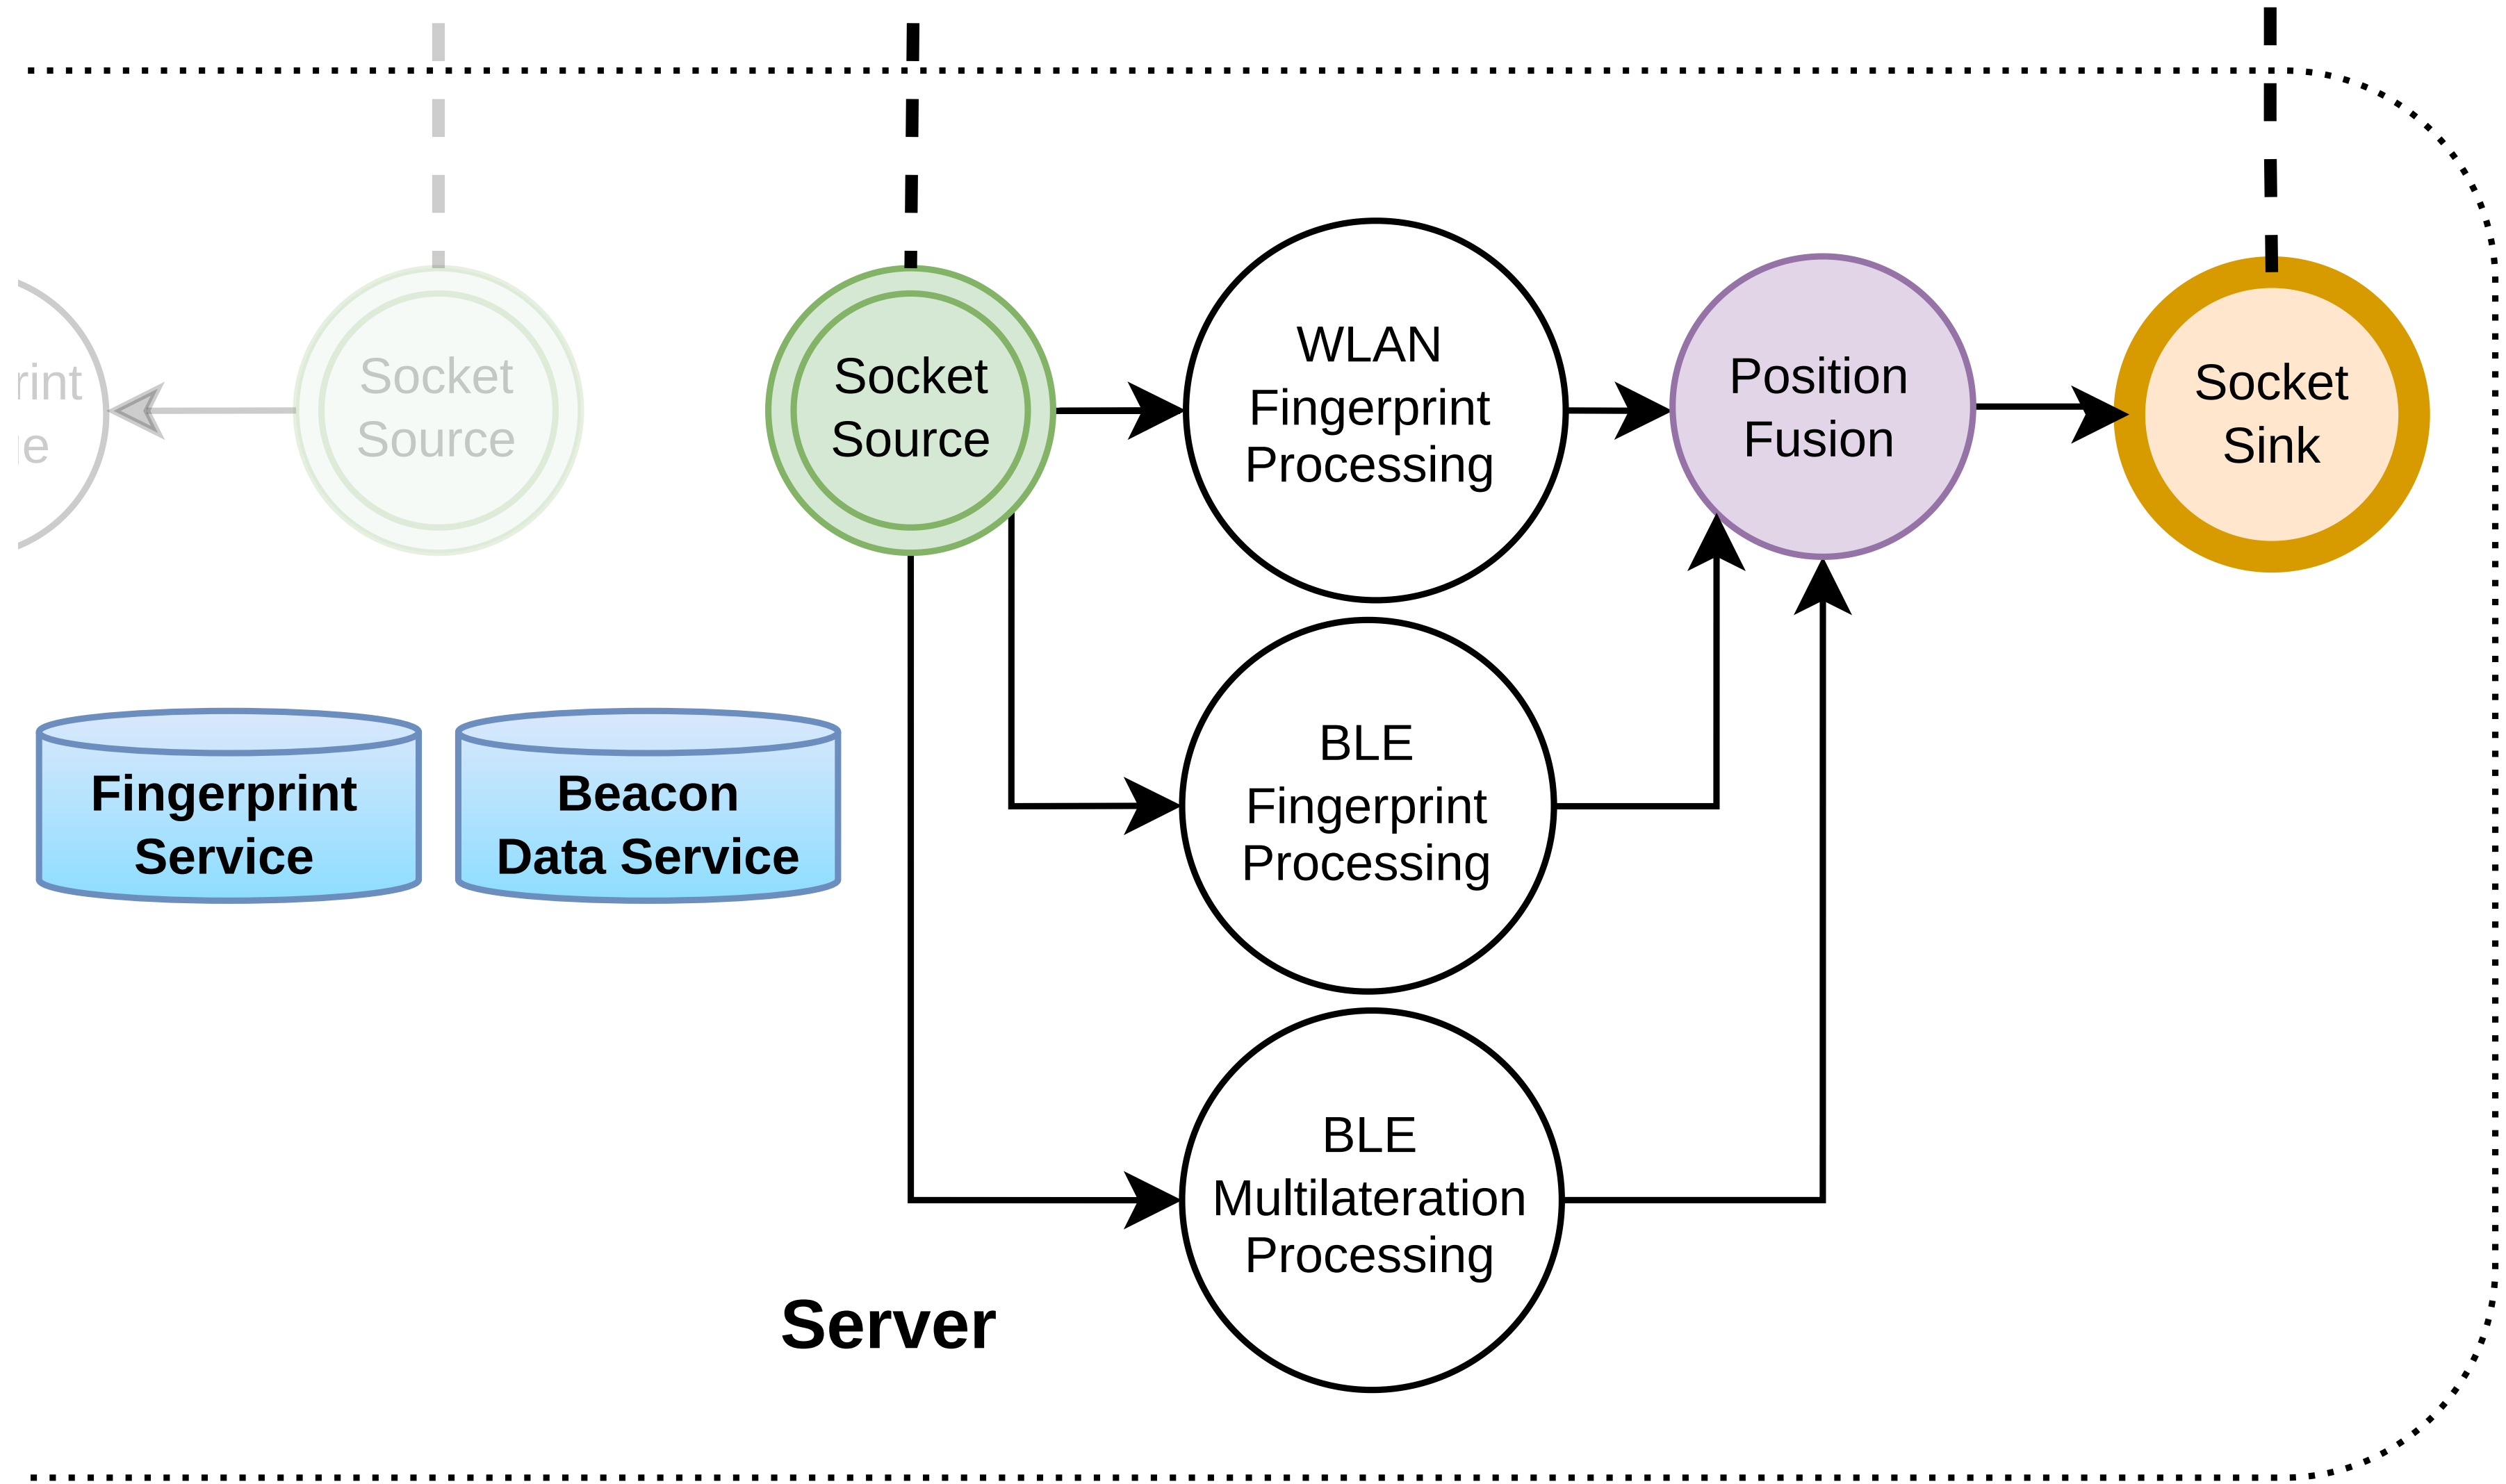 Socket
Source
Socket
Source
WLAN
Fingerprint
Processing
Position
Fusion
Socket
Sink
BLE
Fingerprint
Processing
Fingerprint
Service
Beacon
Data Service
BLE
Multilateration
Processing
Server